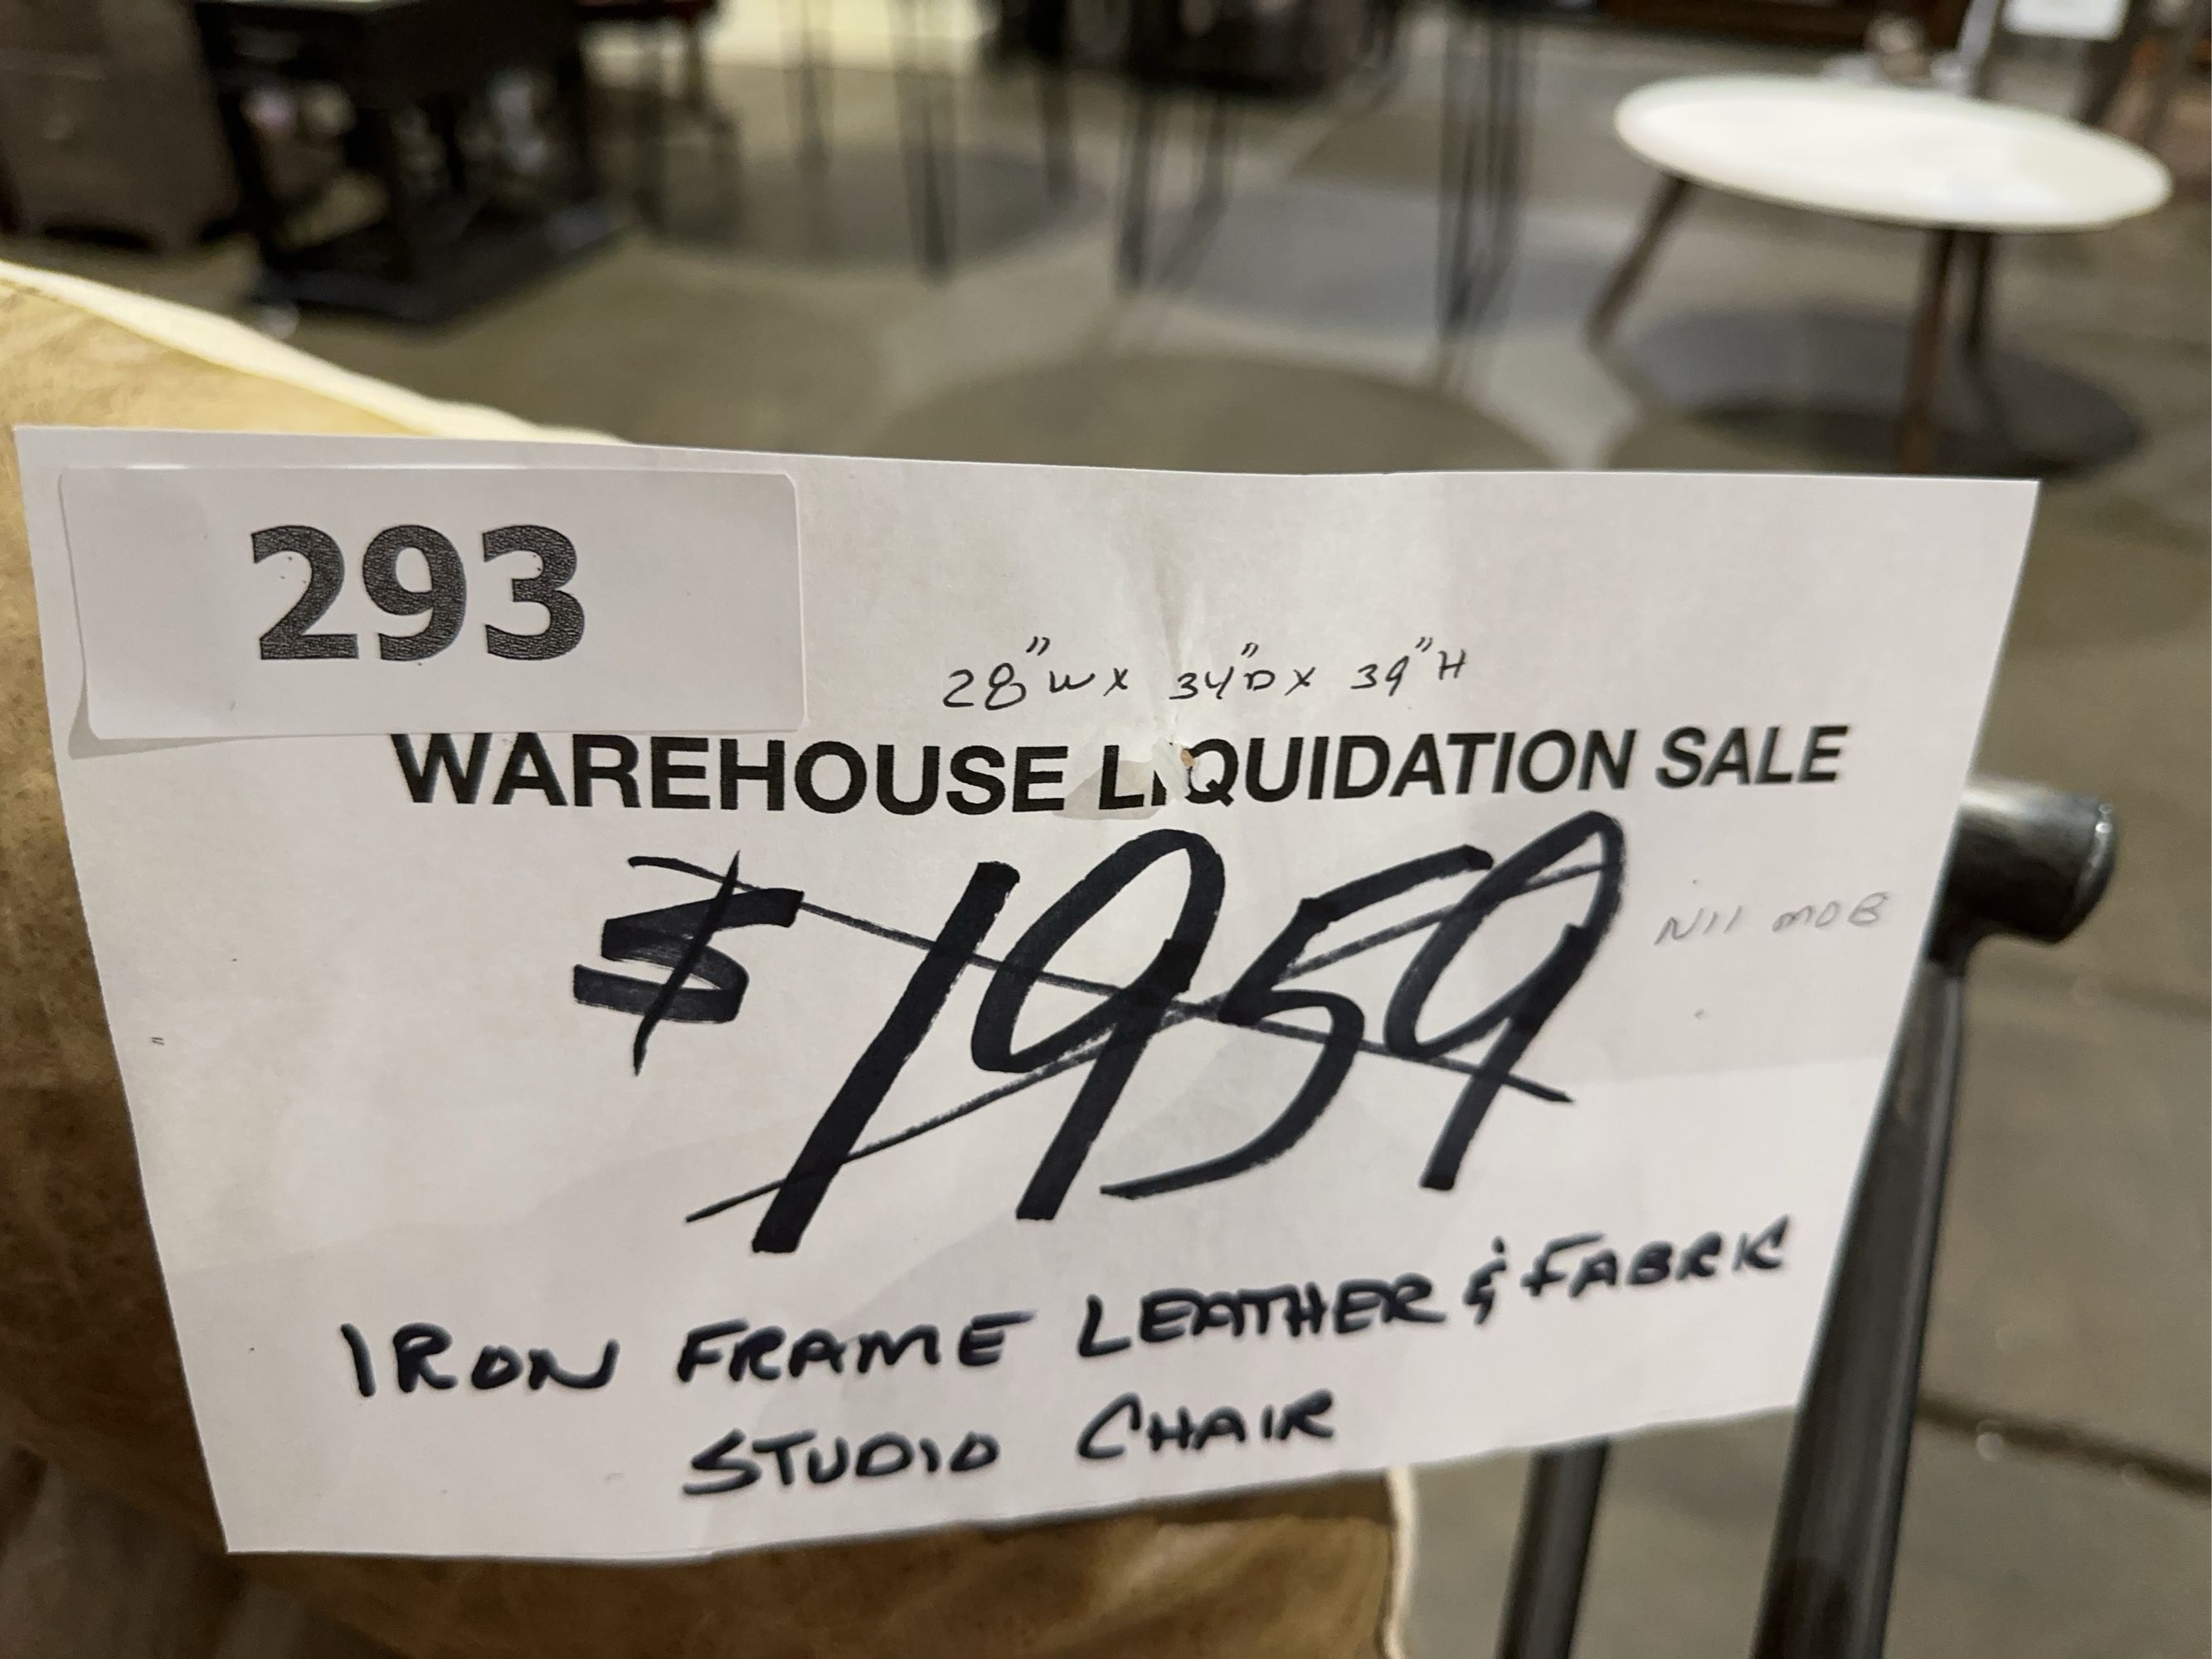 293
28"W x 34"D x 39"H
WAREHOUSE LIQUIDATION SALE
$1959
N11 MOB
IRON FRAME LEATHER & FABRIC
STUDIO CHAIR